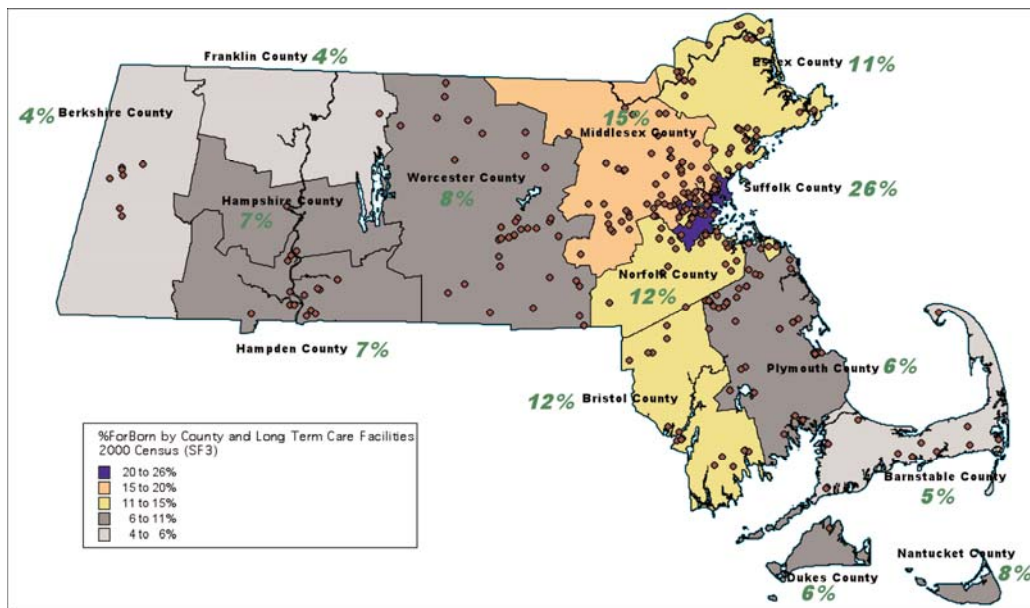 Franklin County 4%
Essex County 11%
4% Berkshire County
15%
Middlesex County
Worcester County
8%
Suffolk County
26%
Hampshire County
7%
Norfolk County
12%
Hampden County 7%
Plymouth County 6%
12% Bristol County
%ForBorn by County and Long Term Care Facilities
2000 Census (SF3)
20 to 26%
15 to 20%
11 to 15%
6 to 11%
4 to 6%
Barnstable County
5%
Nantucket County
8%
Dukes County
6%